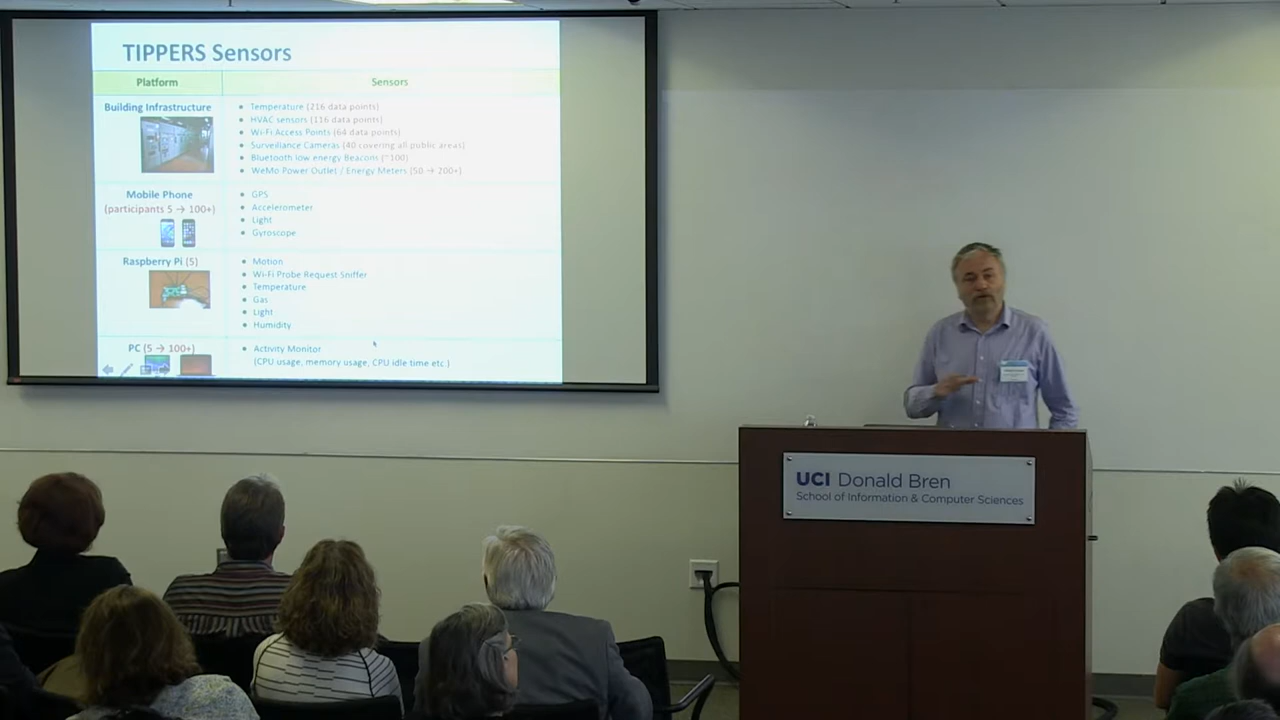 TIPPERS Sensors
Platform
Sensors
Building Infrastructure
• Temperature (216 data points)
• HVAC sensors (116 data points)
• Wi-Fi Access Points (64 data points)
• Surveillance Cameras (40 covering all public areas)
• Bluetooth low energy Beacons (~100)
• WeMo Power Outlet / Energy Meters (50 → 200+)
Mobile Phone
(participants 5 → 100+)
• GPS
• Accelerometer
• Light
• Gyroscope
Raspberry Pi (5)
• Motion
• Wi-Fi Probe Request Sniffer
• Temperature
• Gas
• Light
• Humidity
PC (5 → 100+)
• Activity Monitor
(CPU usage, memory usage, CPU idle time etc.)
UCI Donald Bren
School of Information & Computer Sciences